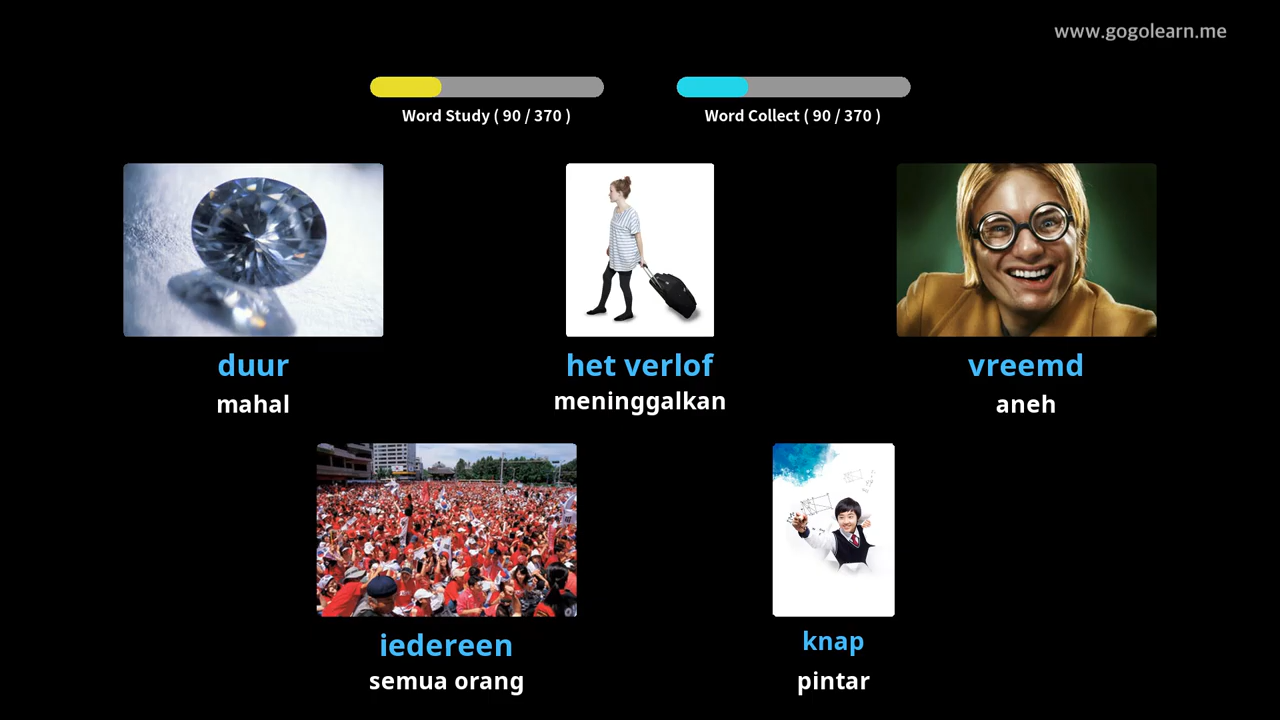 www.gogolearn.me
Word Study ( 90 / 370 )
Word Collect ( 90 / 370 )
duur
mahal
het verlof
meninggalkan
vreemd
aneh
iedereen
semua orang
knap
pintar